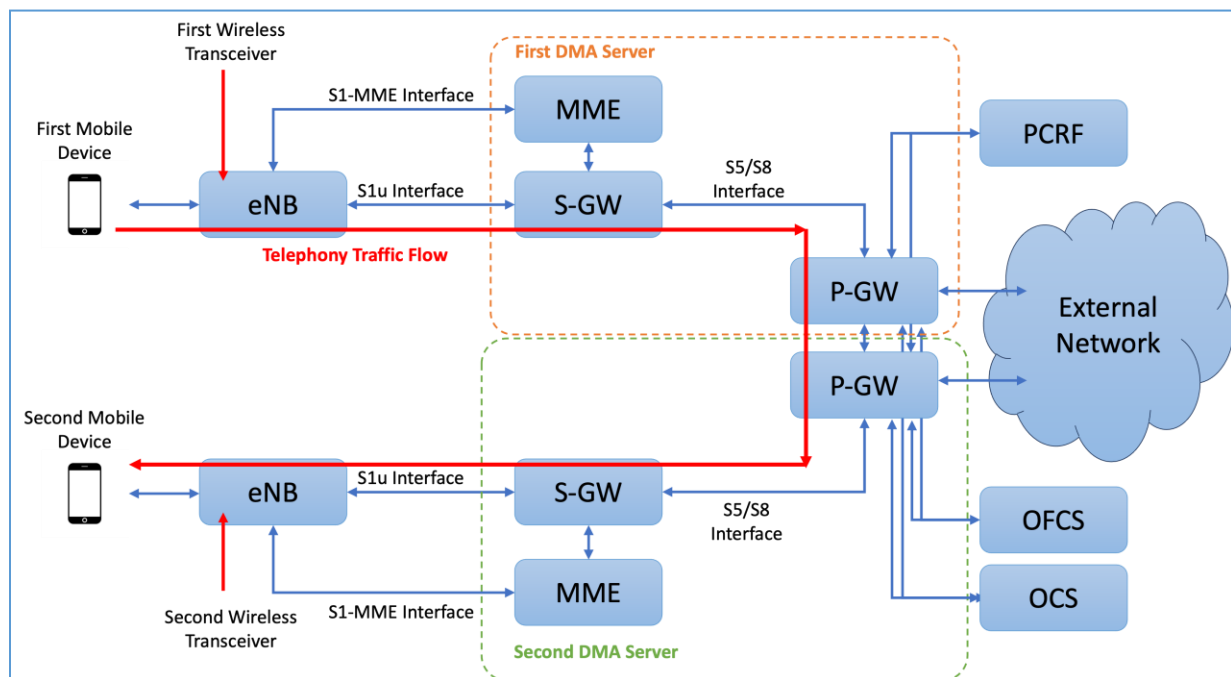 First Wireless
Transceiver
First DMA Server
S1-MME Interface
MME
PCRF
First Mobile
Device
S5/S8
Interface
eNB
S1u Interface
S-GW
Telephony Traffic Flow
P-GW
External
Network
P-GW
Second Mobile
Device
eNB
S1u Interface
S-GW
S5/S8
Interface
OFCS
MME
OCS
S1-MME Interface
Second Wireless
Transceiver
Second DMA Server